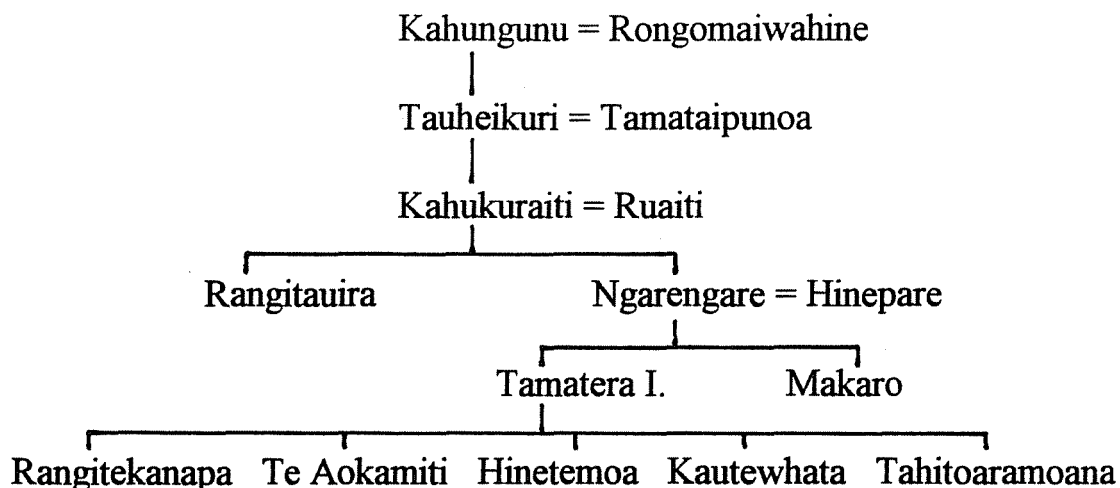 Kahungunu = Rongomaiwahine
Tauheikuri = Tamataipunoa
Kahukuraiti = Ruaiti
Rangitauira Ngarengare = Hinepare
Tamatera I. Makaro
Rangitekanapa Te Aokamiti Hinetemoa Kautewhata Tahitoaramoana